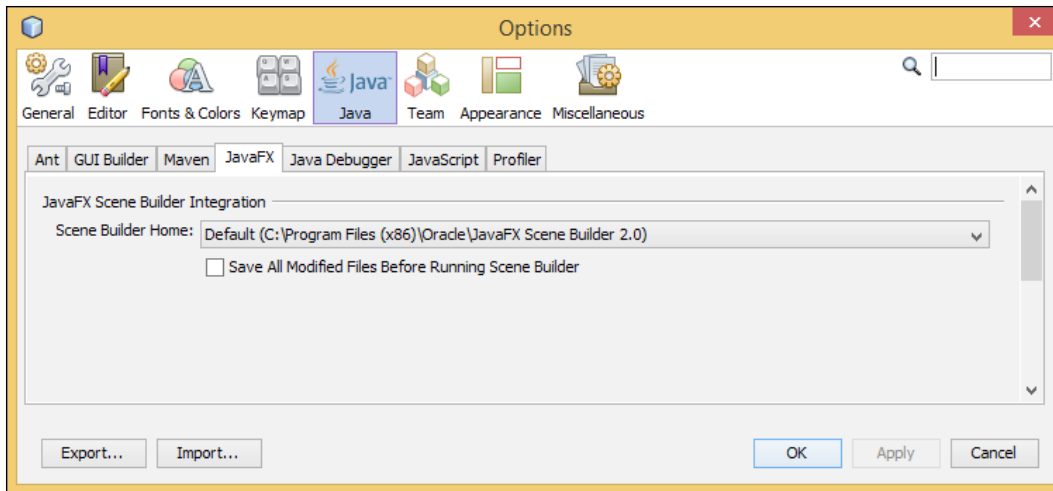 Options
General Editor Fonts & Colors Keymap Java Team Appearance Miscellaneous
Ant GUI Builder Maven JavaFX Java Debugger JavaScript Profiler
JavaFX Scene Builder Integration
Scene Builder Home: Default (C:\Program Files (x86)\Oracle\JavaFX Scene Builder 2.0)
Save All Modified Files Before Running Scene Builder
Export... Import... OK Apply Cancel